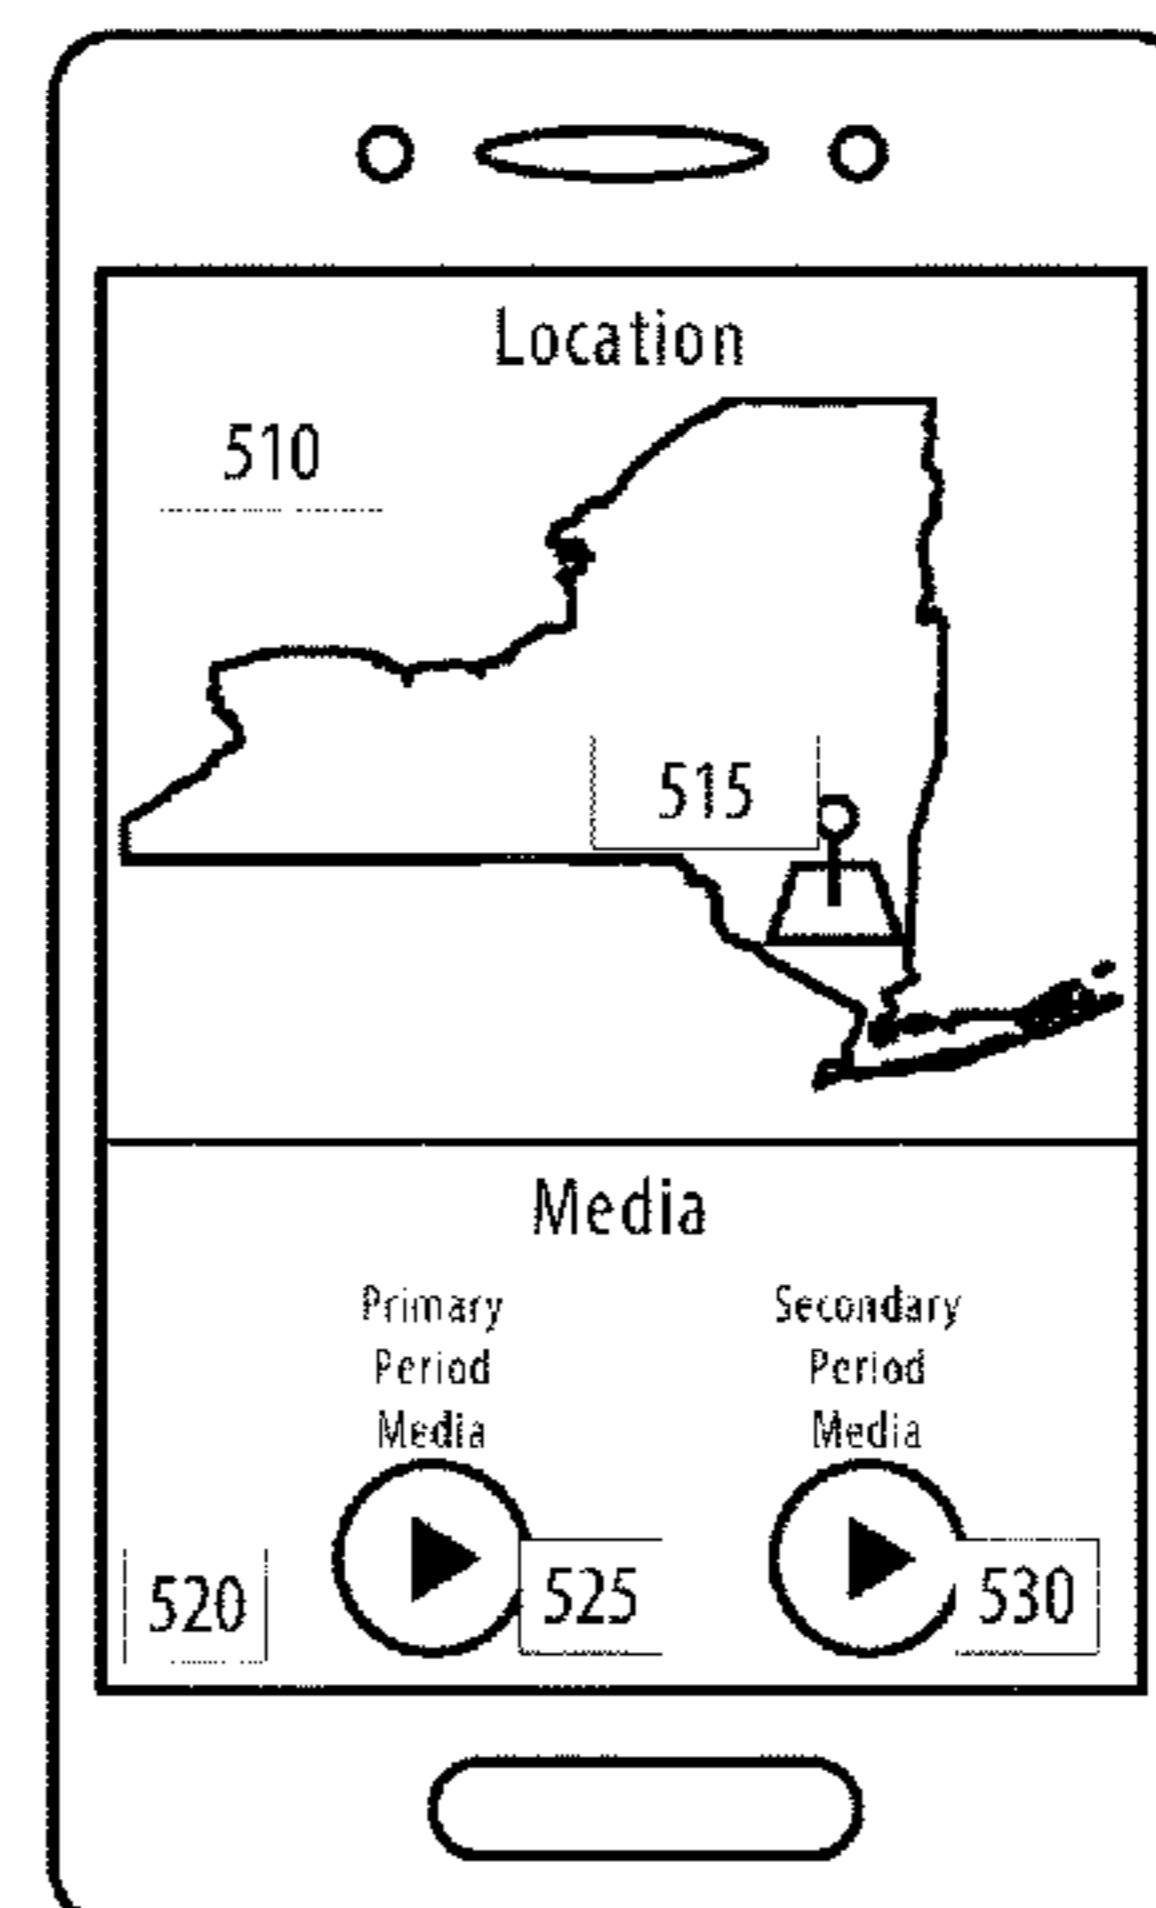 Location
510
515
Media
Primary Secondary
Period Period
Media Media
520 525 530